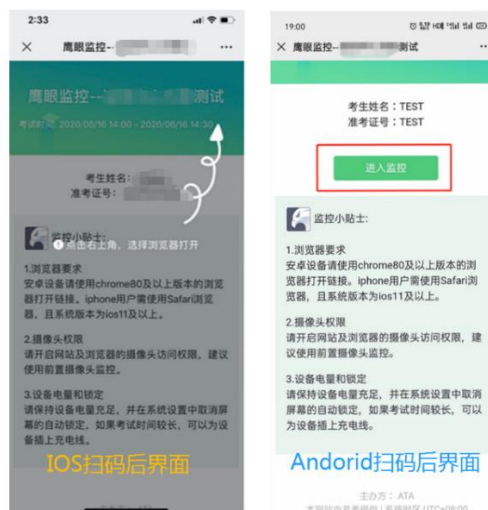 2:33
鹰眼监控--
鹰眼监控-- 测试
考试时间: 2020/06/16 14:00 ~ 2020/06/16 14:30
考生姓名:
准考证号:
监控小贴士:
点击右上角，选择浏览器打开
1.浏览器要求
安卓设备请使用chrome80及以上版本的浏览
器打开链接。iphone用户需使用Safari浏览
器，且系统版本为ios11及以上。
2.摄像头权限
请开启网站及浏览器的摄像头访问权限，建议
使用前置摄像头监控。
3.设备电量和锁定
请保持设备电量充足，并在系统设置中取消屏
幕的自动锁定，如果考试时间较长，可以为设
备插上充电线。
IOS扫码后界面
19:00
鹰眼监控-- 测试
考生姓名：TEST
准考证号：TEST
进入监控
监控小贴士:
1.浏览器要求
安卓设备请使用chrome80及以上版本的浏
览器打开链接。iphone用户需使用Safari浏
览器，且系统版本为ios11及以上。
2.摄像头权限
请开启网站及浏览器的摄像头访问权限，建
议使用前置摄像头监控。
3.设备电量和锁定
请保持设备电量充足，并在系统设置中取消
屏幕的自动锁定，如果考试时间较长，可以
为设备插上充电线。
Andorid扫码后界面
主办方： ATA